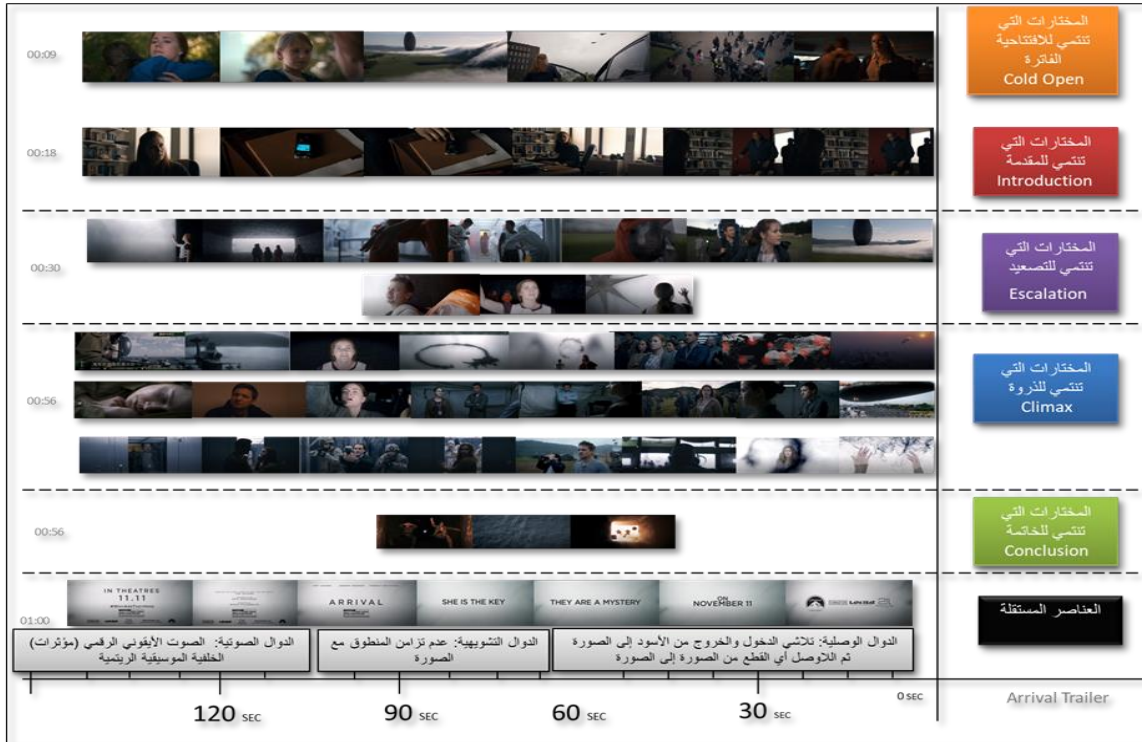 00:09
المختارات التي
تنتمي للافتتاحية
الفاترة
Cold Open
00:18
المختارات التي
تنتمي للمقدمة
Introduction
00:30
المختارات التي
تنتمي للتصعيد
Escalation
00:56
المختارات التي
تنتمي للذروة
Climax
00:56
المختارات التي
تنتمي للخاتمة
Conclusion
01:00
IN THEATRES
11.11
ARRIVAL
SHE IS THE KEY
THEY ARE A MYSTERY
ON
NOVEMBER 11
العناصر المستقلة
الدوال الوصلية: تلاشي الدخول والخروج من الأسود إلى الصورة
ثم اللاوصل أي القطع من الصورة إلى الصورة
الدوال التشويهية: عدم تزامن المنطوق مع
الصورة
الدوال الصوتية: الصوت الأيقوني الرقمي (مؤثرات)
الخلفية الموسيقية الريتمية
120 SEC
90 SEC
60 SEC
30 SEC
0 SEC
Arrival Trailer